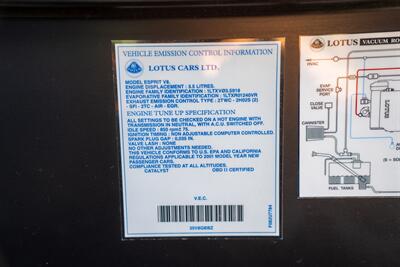 VEHICLE EMISSION CONTROL INFORMATION
LOTUS CARS LTD.
MODEL ESPRIT V8.
ENGINE DISPLACEMENT : 3.5 LITRES.
ENGINE FAMILY IDENTIFICATION :
EVAPORATIVE FAMILY IDENTIFICATION :
EXHAUST EMISSION CONTROL TYPE : 2TWC - 2HO2S (2)
- SFI - 2TC - AIR - EGR.
ENGINE TUNE UP SPECIFICATION
ALL SETTINGS TO BE CHECKED ON A HOT ENGINE WITH
TRANSMISSION IN NEUTRAL, WITH A.C.U. SWITCHED OFF.
IDLE SPEED : 850 rpm± 75.
IGNITION TIMING : NON ADJUSTABLE COMPUTER CONTROLLED.
SPARK PLUG GAP : 0.035 IN.
VALVE LASH : NONE
NO OTHER ADJUSTMENTS NEEDED.
THIS VEHICLE CONFORMS TO U.S. EPA AND CALIFORNIA
REGULATIONS APPLICABLE TO 2001 MODEL YEAR NEW
PASSENGER CARS.
COMPLIANCE TESTED AT ALL ALTITUDES.
CATALYST OBD II CERTIFIED
V.E.C.
LOTUS VACUUM
HVAC
EVAP
SERVICE
PORT
CLOSE
VALVE
CANNISTER
FUEL TANKS